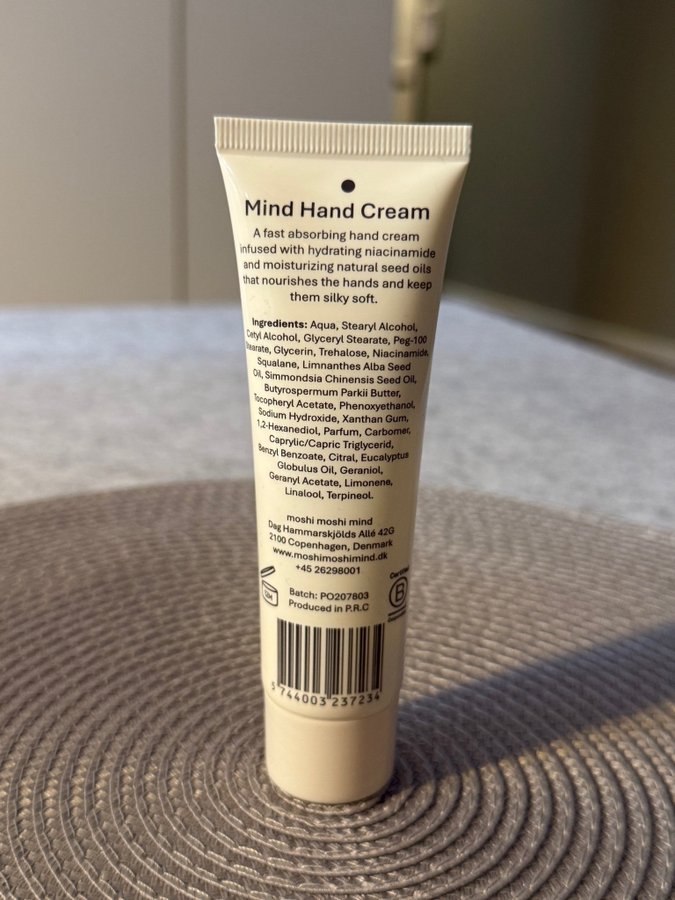 Mind Hand Cream
A fast absorbing hand cream
infused with hydrating niacinamide
and moisturizing natural seed oils
that nourishes the hands and keep
them silky soft.
Ingredients: Aqua, Stearyl Alcohol,
Cetyl Alcohol, Glyceryl Stearate, Peg-100
Stearate, Glycerin, Trehalose, Niacinamide,
Squalane, Limnanthes Alba Seed
Oil, Simmondsia Chinensis Seed Oil,
Butyrospermum Parkii Butter,
Tocopheryl Acetate, Phenoxyethanol,
Sodium Hydroxide, Xanthan Gum,
1,2-Hexanediol, Parfum, Carbomer,
Caprylic/Capric Triglycerid,
Benzyl Benzoate, Citral, Eucalyptus
Globulus Oil, Geraniol,
Geranyl Acetate, Limonene,
Linalool, Terpineol.
moshi moshi mind
Dag Hammarskjölds Allé 42G
2100 Copenhagen, Denmark
www.moshimoshimind.dk
+45 26298001
Certified
B
Batch: PO207803
Produced in P.R.C
5 744003 237234